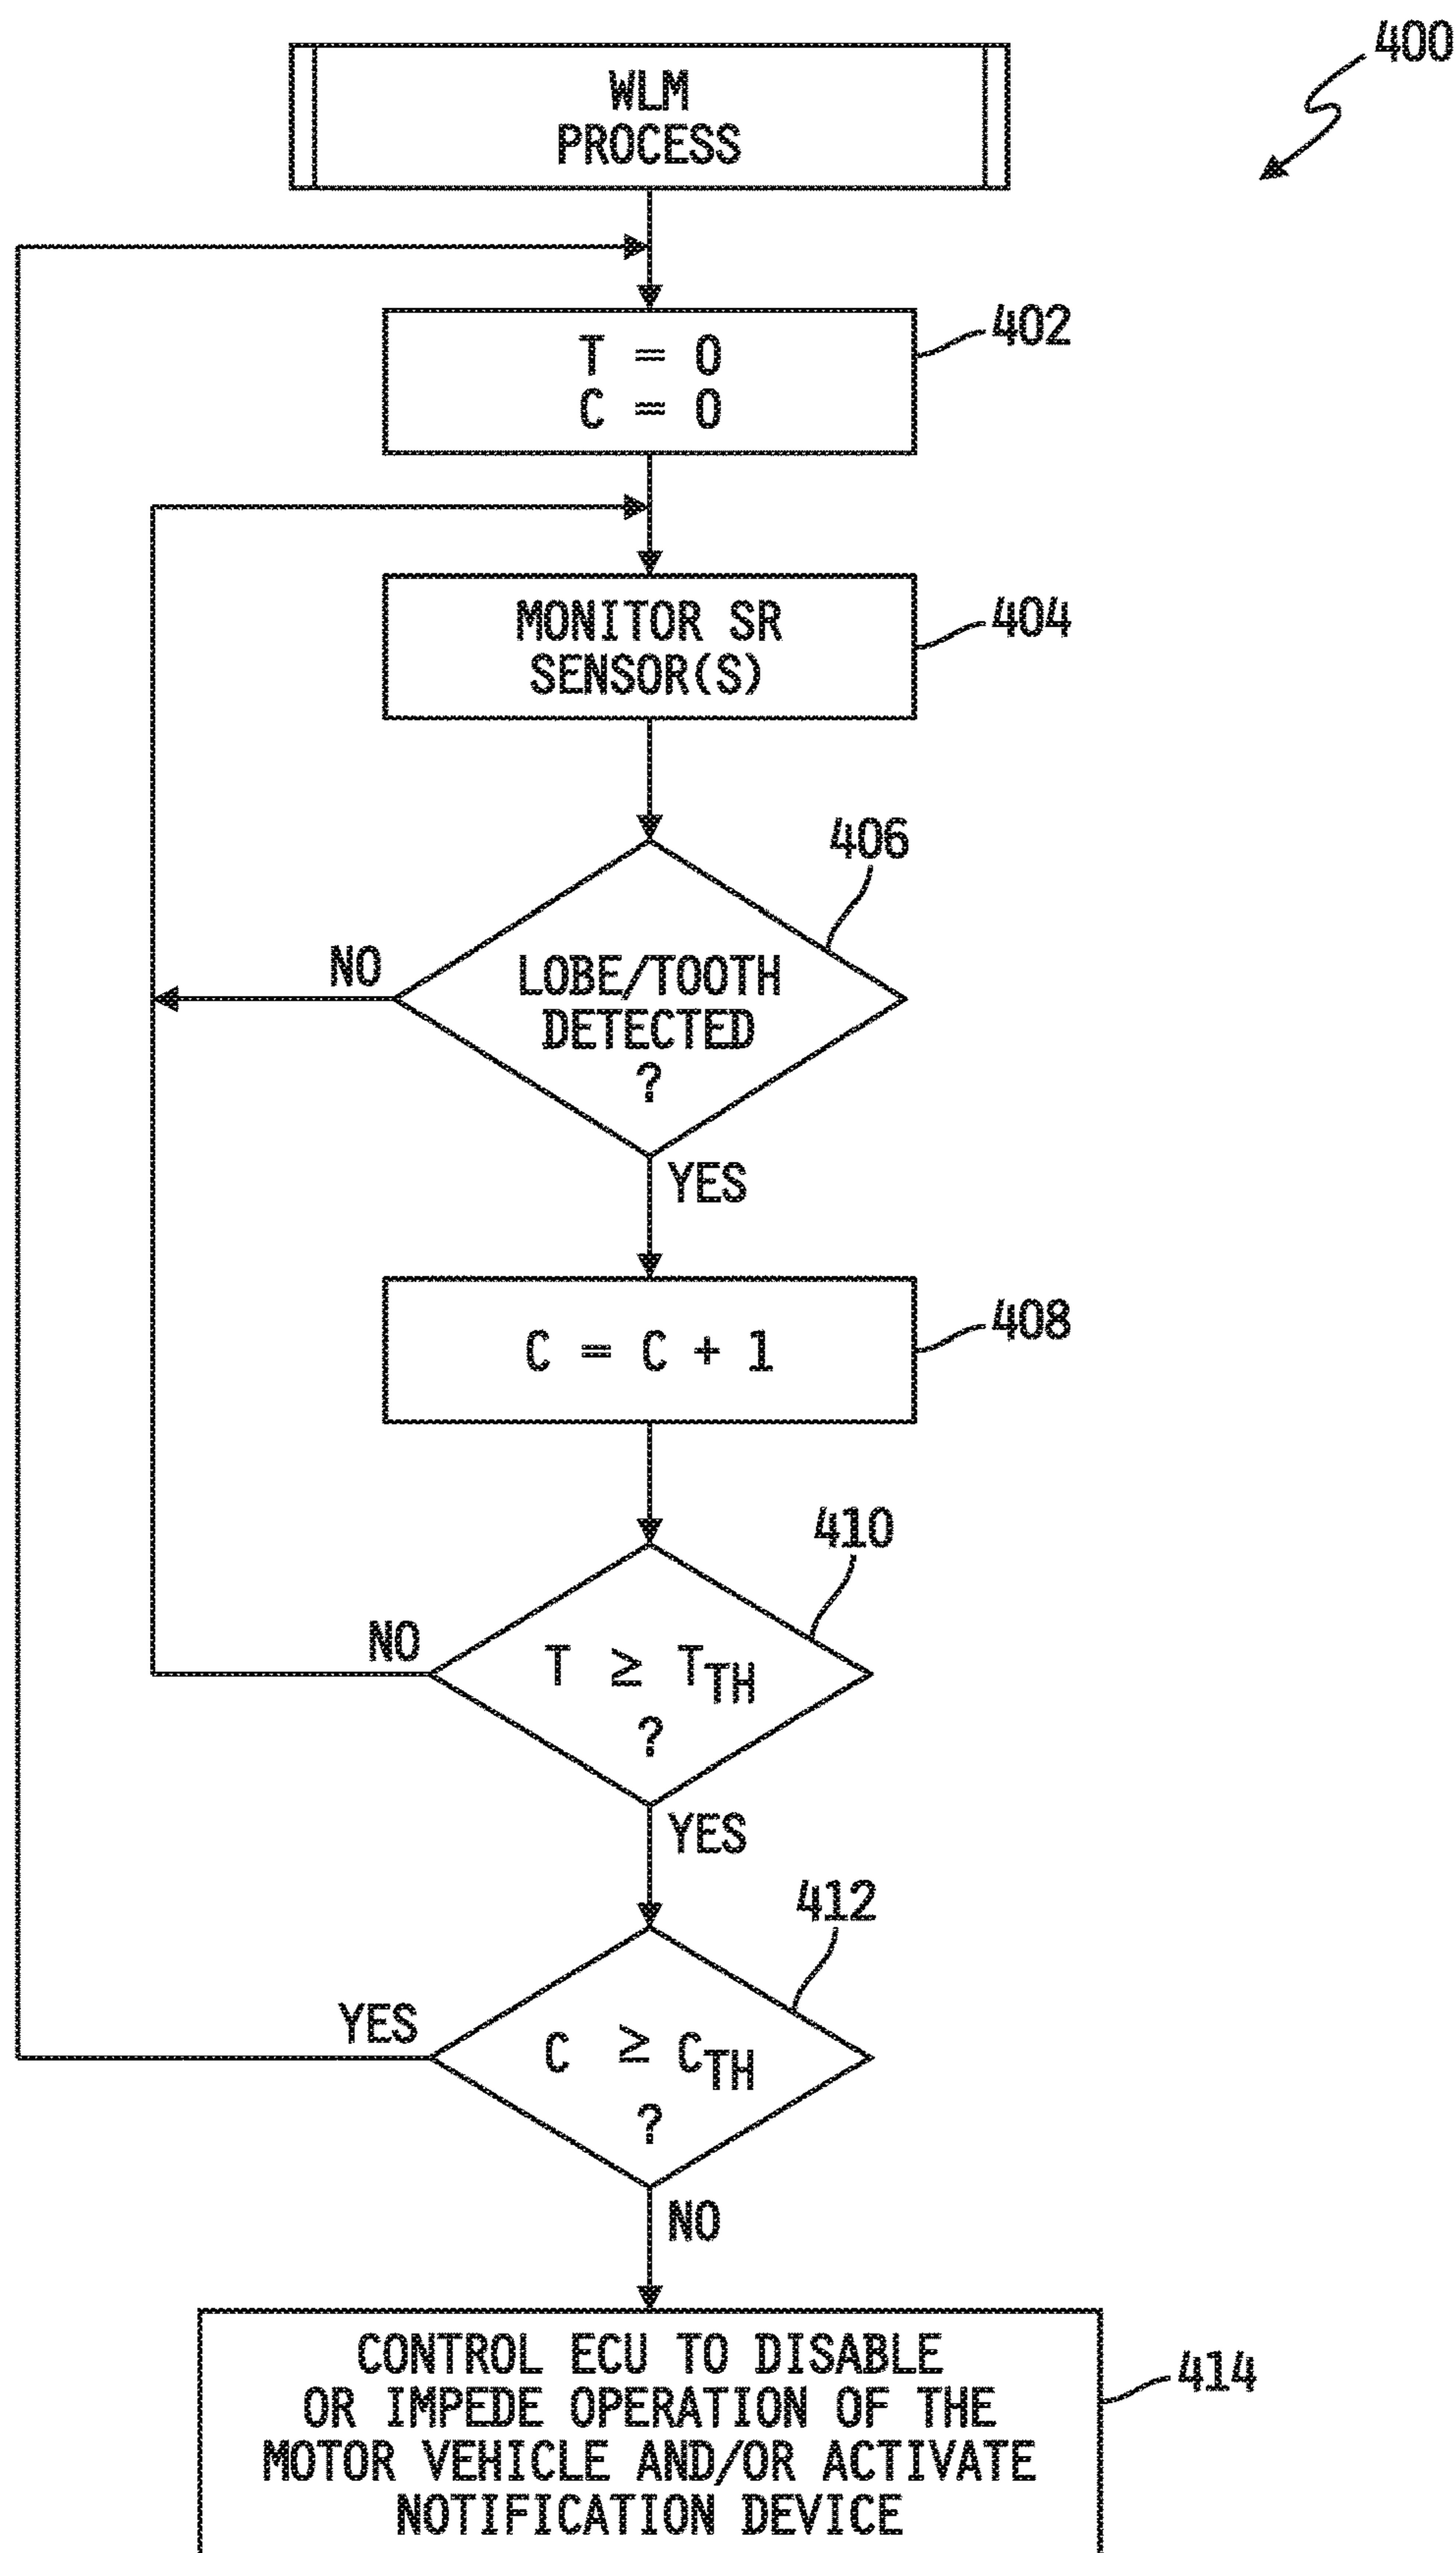 400
WLM
PROCESS
402
T = 0
C = 0
MONITOR SR
SENSOR(S)
404
406
LOBE/TOOTH
DETECTED
?
NO
YES
C = C + 1
408
410
T ≥ TTH
?
NO
YES
412
C ≥ CTH
?
YES
NO
CONTROL ECU TO DISABLE
OR IMPEDE OPERATION OF THE
MOTOR VEHICLE AND/OR ACTIVATE
NOTIFICATION DEVICE
414